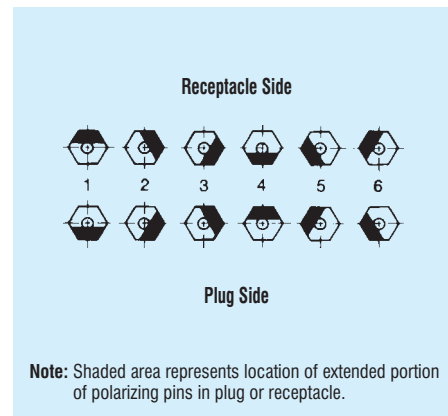 Receptacle Side
1 2 3 4 5 6
Plug Side
Note: Shaded area represents location of extended portion
of polarizing pins in plug or receptacle.